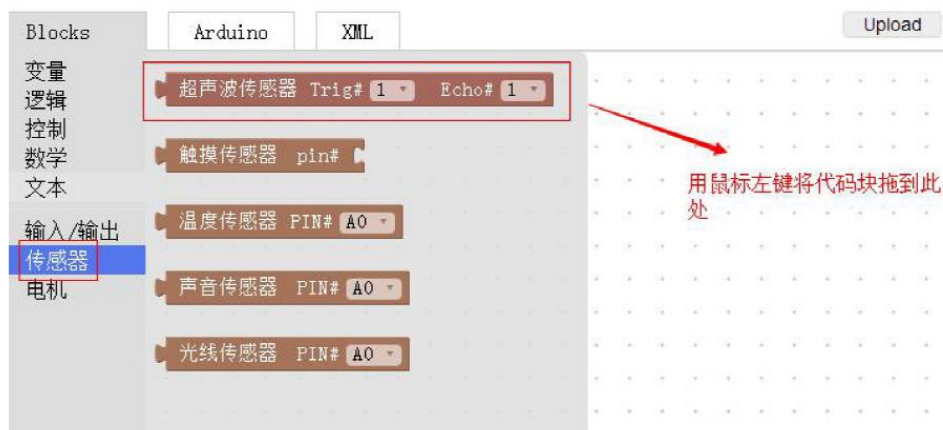 Blocks
Arduino
XML
Upload
变量
逻辑
控制
数学
文本
输入/输出
传感器
电机
超声波传感器 Trig# 1 Echo# 1
触摸传感器 pin#
温度传感器 PIN# A0
声音传感器 PIN# A0
光线传感器 PIN# A0
用鼠标左键将代码块拖到此
处